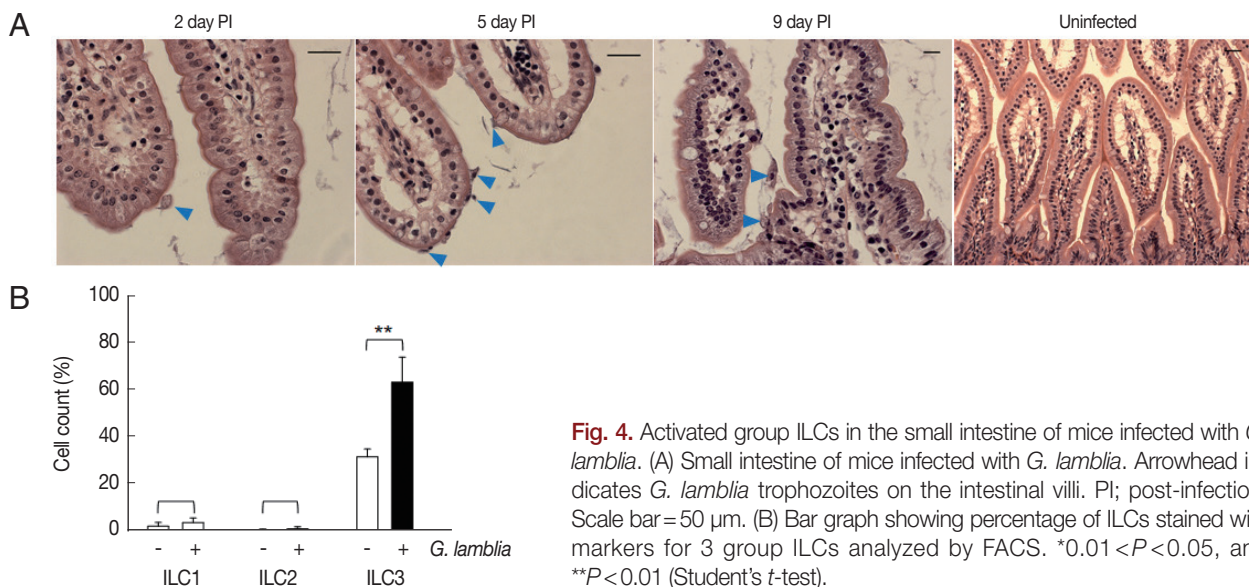 A
2 day PI 5 day PI 9 day PI Uninfected
B
Cell count (%)
100
80
60
40
20
0
**
- + - + - + G. lamblia
ILC1 ILC2 ILC3
Fig. 4. Activated group ILCs in the small intestine of mice infected with
lamblia. (A) Small intestine of mice infected with G. lamblia. Arrowhead
dicates G. lamblia trophozoites on the intestinal villi. PI; post-infection
Scale bar=50 μm. (B) Bar graph showing percentage of ILCs stained
markers for 3 group ILCs analyzed by FACS. *0.01<P<0.05,
**P<0.01 (Student's t-test).